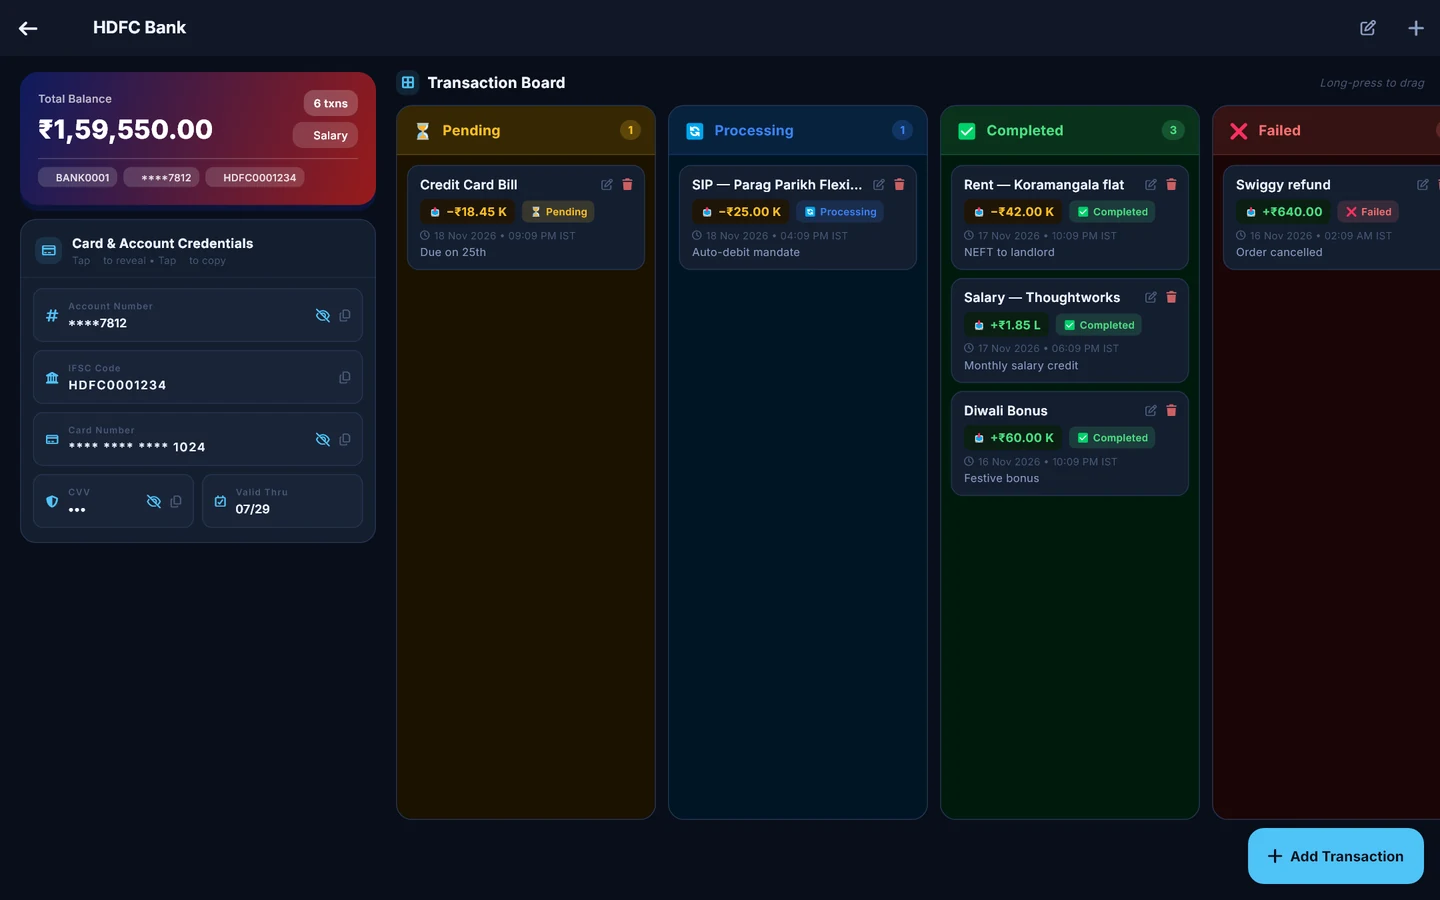 HDFC Bank
Total Balance
6 txns
₹1,59,550.00
Salary
BANK0001
****7812
HDFC0001234
Card & Account Credentials
Tap to reveal • Tap to copy
Account Number
****7812
IFSC Code
HDFC0001234
Card Number
**** **** **** 1024
CVV
•••
Valid Thru
07/29
Transaction Board
Long-press to drag
Pending
1
Credit Card Bill
−₹18.45 K
Pending
18 Nov 2026 • 09:09 PM IST
Due on 25th
Processing
1
SIP — Parag Parikh Flexi...
−₹25.00 K
Processing
18 Nov 2026 • 04:09 PM IST
Auto-debit mandate
Completed
3
Rent — Koramangala flat
−₹42.00 K
Completed
17 Nov 2026 • 10:09 PM IST
NEFT to landlord
Salary — Thoughtworks
+₹1.85 L
Completed
17 Nov 2026 • 06:09 PM IST
Monthly salary credit
Diwali Bonus
+₹60.00 K
Completed
16 Nov 2026 • 10:09 PM IST
Festive bonus
Failed
Swiggy refund
+₹640.00
Failed
16 Nov 2026 • 02:09 AM IST
Order cancelled
Add Transaction